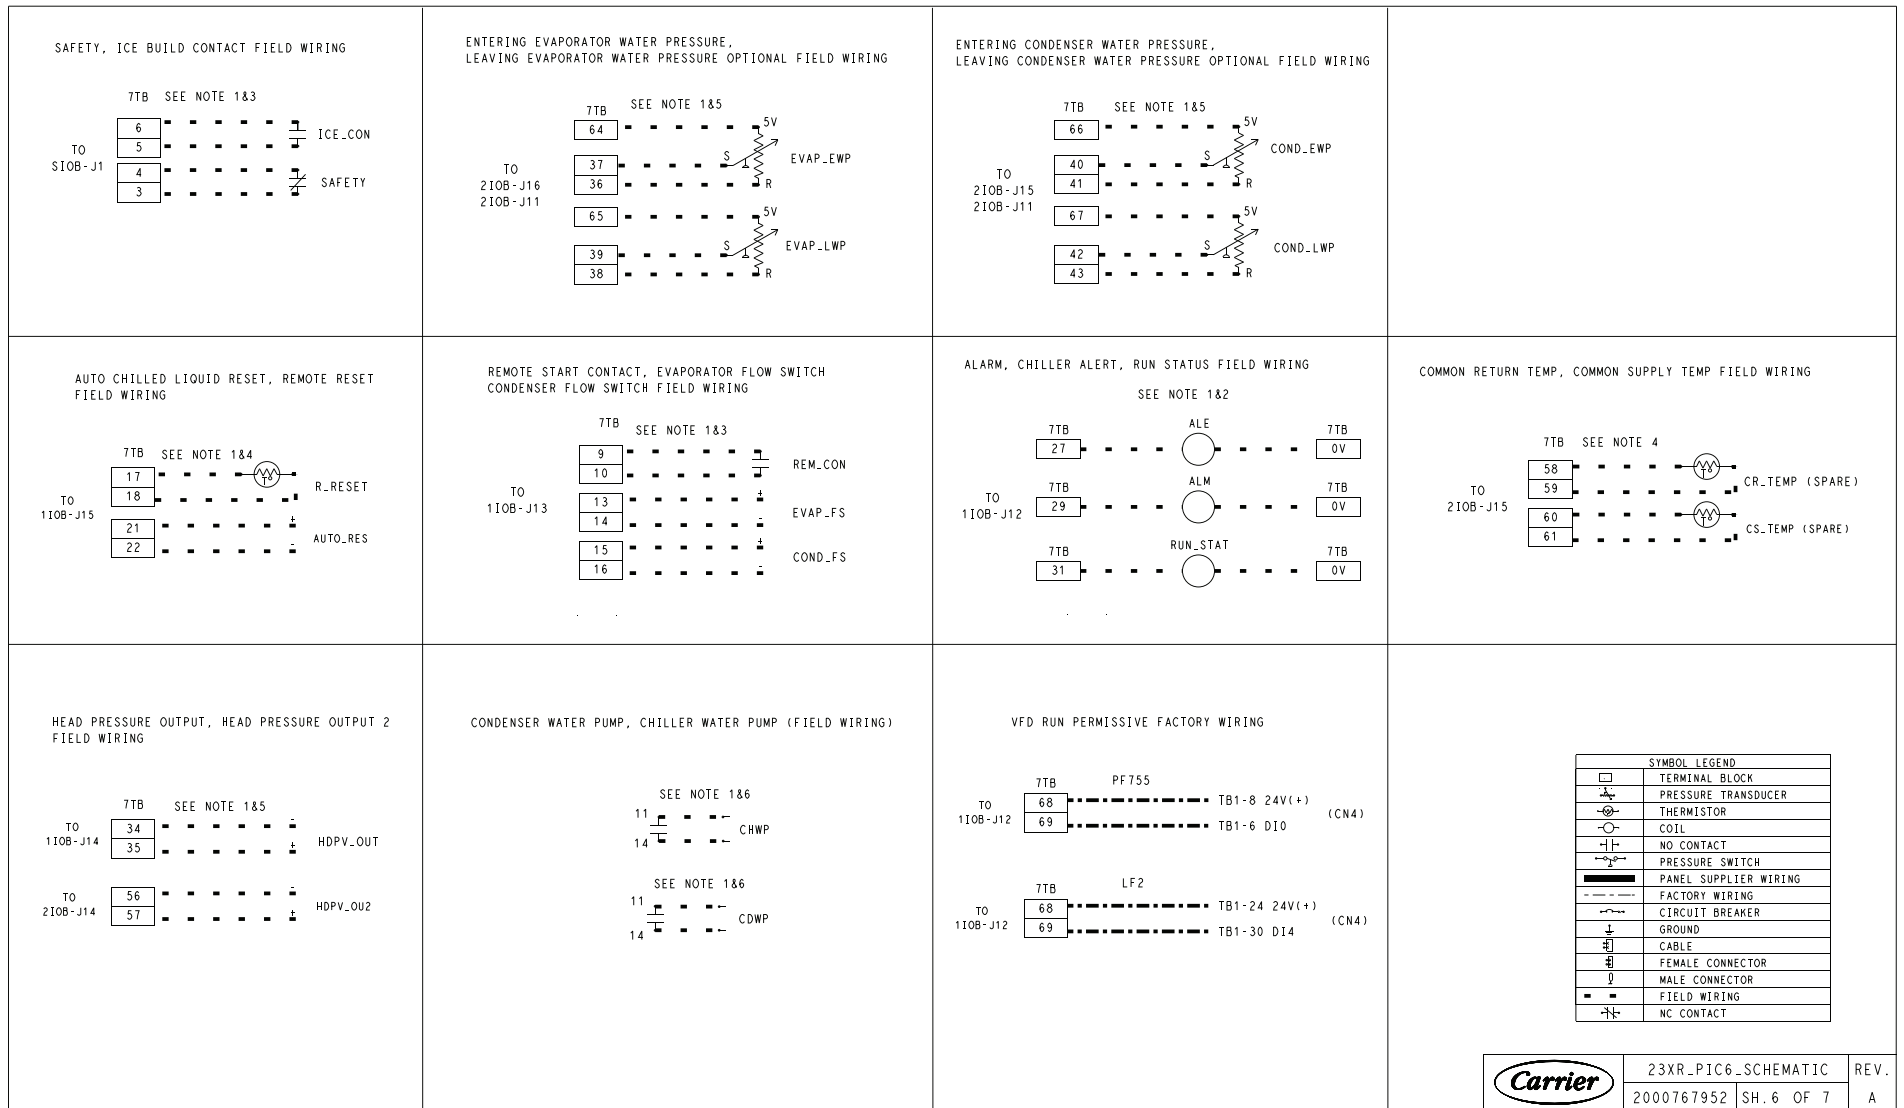 SAFETY, ICE BUILD CONTACT FIELD WIRING
7TB SEE NOTE 1&3
6
5
4
3
TO
SIOB-J1
ICE_CON
SAFETY
ENTERING EVAPORATOR WATER PRESSURE,
LEAVING EVAPORATOR WATER PRESSURE OPTIONAL FIELD WIRING
7TB SEE NOTE 1&5
64
37
36
65
39
38
TO
2IOB-J16
2IOB-J11
5V
S
R
EVAP_EWP
5V
S
R
EVAP_LWP
ENTERING CONDENSER WATER PRESSURE,
LEAVING CONDENSER WATER PRESSURE OPTIONAL FIELD WIRING
7TB SEE NOTE 1&5
66
40
41
67
42
43
TO
2IOB-J15
2IOB-J11
5V
S
R
COND_EWP
5V
S
R
COND_LWP
AUTO CHILLED LIQUID RESET, REMOTE RESET
FIELD WIRING
7TB SEE NOTE 1&4
17
18
21
22
TO
1IOB-J15
R_RESET
+
AUTO_RES
-
REMOTE START CONTACT, EVAPORATOR FLOW SWITCH
CONDENSER FLOW SWITCH FIELD WIRING
7TB SEE NOTE 1&3
9
10
13
14
15
16
TO
1IOB-J13
REM_CON
+
EVAP_FS
-
+
COND_FS
-
ALARM, CHILLER ALERT, RUN STATUS FIELD WIRING
SEE NOTE 1&2
7TB ALE 7TB
27 0V
7TB ALM 7TB
29 0V
TO
1IOB-J12
7TB RUN_STAT 7TB
31 0V
COMMON RETURN TEMP, COMMON SUPPLY TEMP FIELD WIRING
7TB SEE NOTE 4
58
59
60
61
TO
2IOB-J15
CR_TEMP (SPARE)
CS_TEMP (SPARE)
HEAD PRESSURE OUTPUT, HEAD PRESSURE OUTPUT 2
FIELD WIRING
7TB SEE NOTE 1&5
TO
1IOB-J14
34
35
-
+
HDPV_OUT
TO
2IOB-J14
56
57
-
+
HDPV_OU2
CONDENSER WATER PUMP, CHILLER WATER PUMP (FIELD WIRING)
SEE NOTE 1&6
11
14
CHWP
SEE NOTE 1&6
11
14
CDWP
VFD RUN PERMISSIVE FACTORY WIRING
7TB PF755
TO
1IOB-J12
68
69
TB1-8 24V(+)
TB1-6 DI0
(CN4)
7TB LF2
TO
1IOB-J12
68
69
TB1-24 24V(+)
TB1-30 DI4
(CN4)
SYMBOL LEGEND
TERMINAL BLOCK
PRESSURE TRANSDUCER
THERMISTOR
COIL
NO CONTACT
PRESSURE SWITCH
PANEL SUPPLIER WIRING
FACTORY WIRING
CIRCUIT BREAKER
GROUND
CABLE
FEMALE CONNECTOR
MALE CONNECTOR
FIELD WIRING
NC CONTACT
Carrier
23XR_PIC6_SCHEMATIC
REV.
2000767952 SH.6 OF 7
A